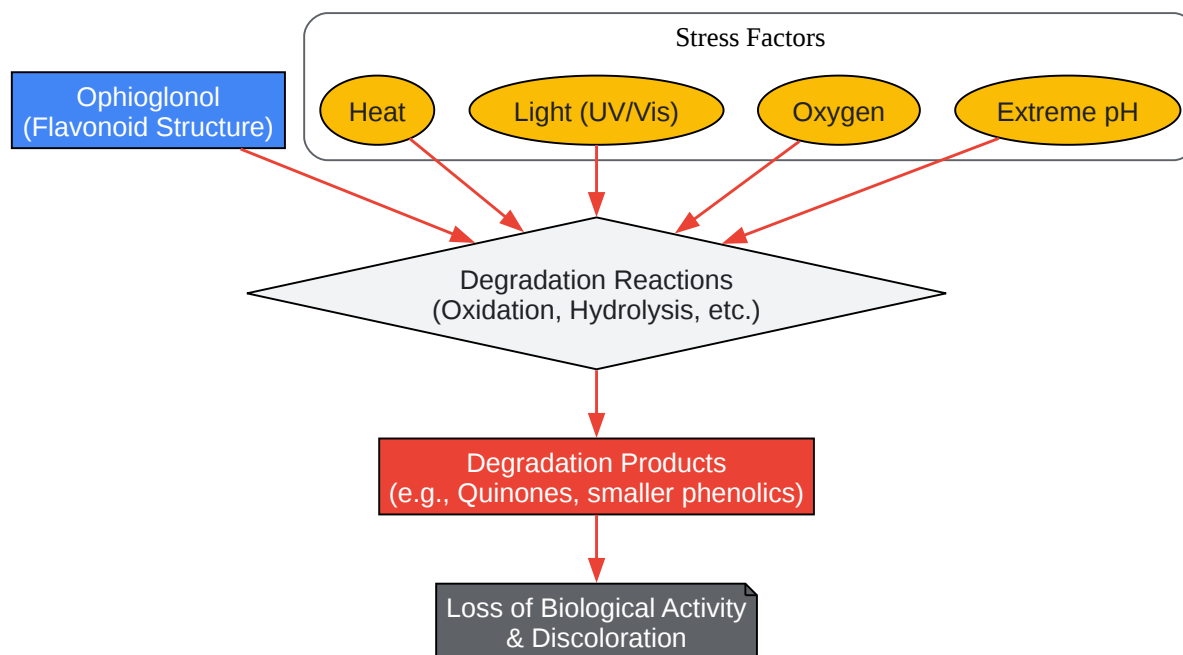 Stress Factors
Ophioglonol
(Flavonoid Structure)
Heat
Light (UV/Vis)
Oxygen
Extreme pH
Degradation Reactions
(Oxidation, Hydrolysis, etc.)
Degradation Products
(e.g., Quinones, smaller phenolics)
Loss of Biological Activity
& Discoloration